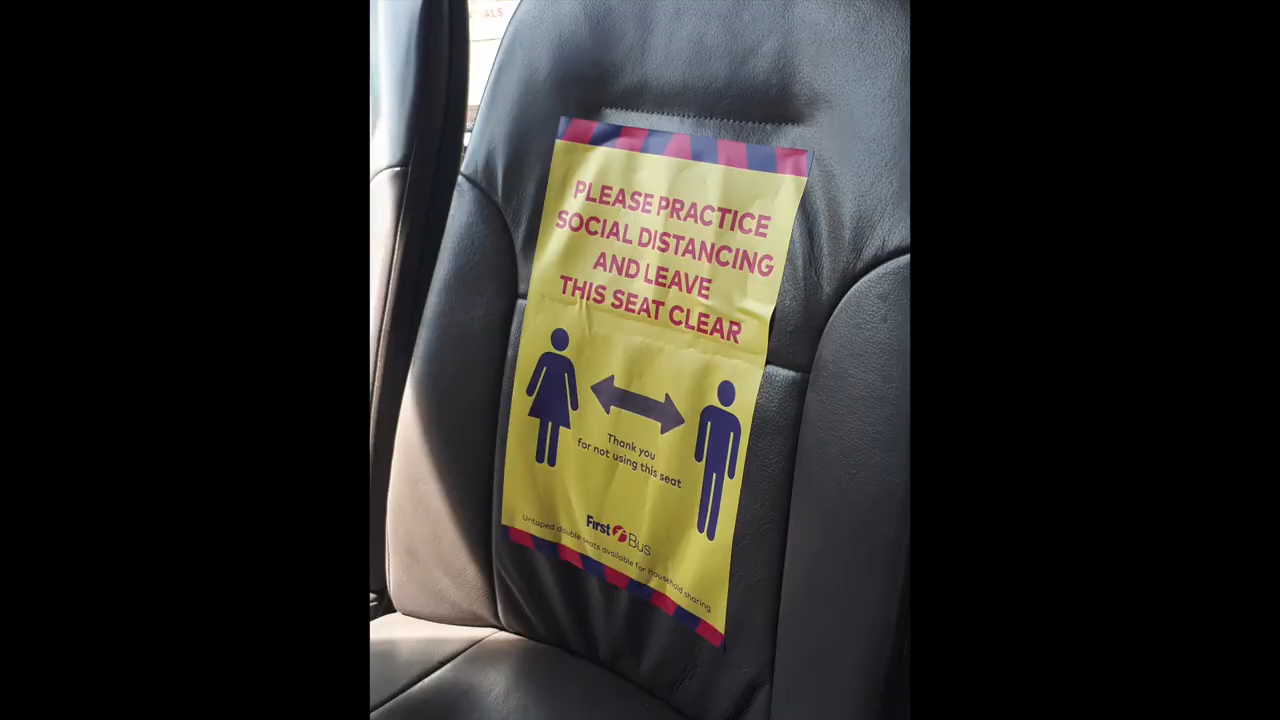 ALS
PLEASE PRACTICE
SOCIAL DISTANCING
AND LEAVE
THIS SEAT CLEAR
Thank you
for not using this seat
First Bus
Untaped double seats available for Household sharing